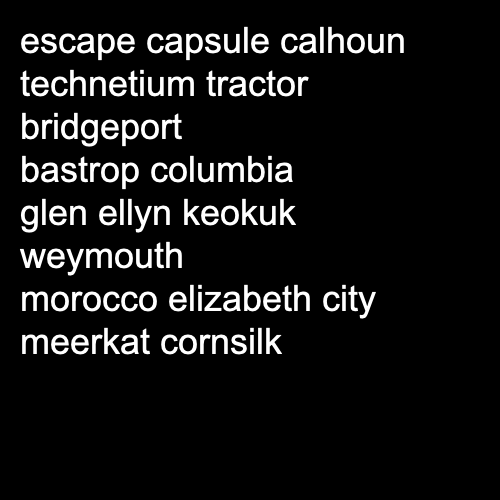 escape capsule calhoun
technetium tractor
bridgeport
bastrop columbia
glen ellyn keokuk
weymouth
morocco elizabeth city
meerkat cornsilk